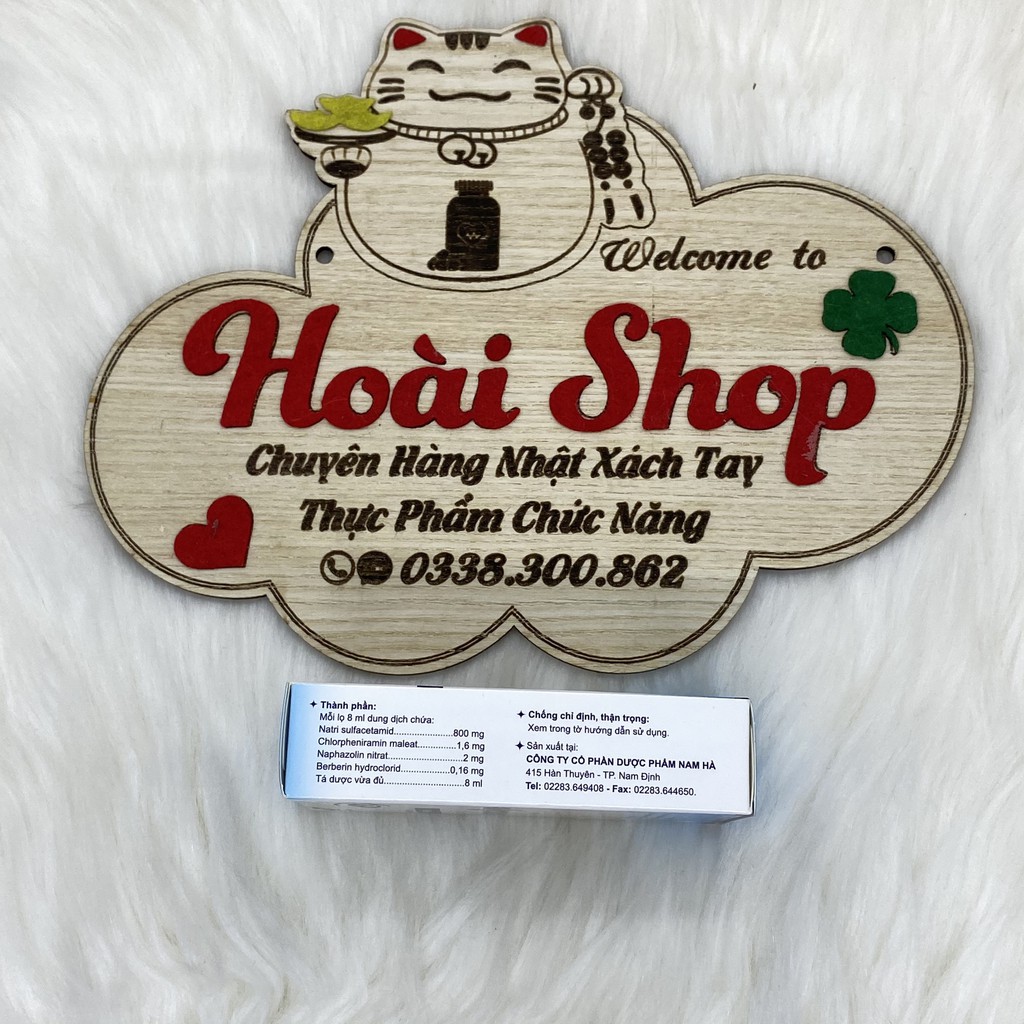 Welcome to
Hoài Shop
Chuyên Hàng Nhật Xách Tay
Thực Phẩm Chức Năng
0338.300.862
✦ Thành phần:
Mỗi lọ 8 ml dung dịch chứa:
Natri sulfacetamid......................800 mg
Chlorpheniramin maleat..............1,6 mg
Naphazolin nitrat............................2 mg
Berberin hydroclorid..................0,16 mg
Tá dược vừa đủ..............................8 ml
✦ Chống chỉ định, thận trọng:
Xem trong tờ hướng dẫn sử dụng.
✦ Sản xuất tại:
CÔNG TY CỔ PHẦN DƯỢC PHẨM NAM HÀ
415 Hàn Thuyên - TP. Nam Định
Tel: 02283.649408 - Fax: 02283.644650.